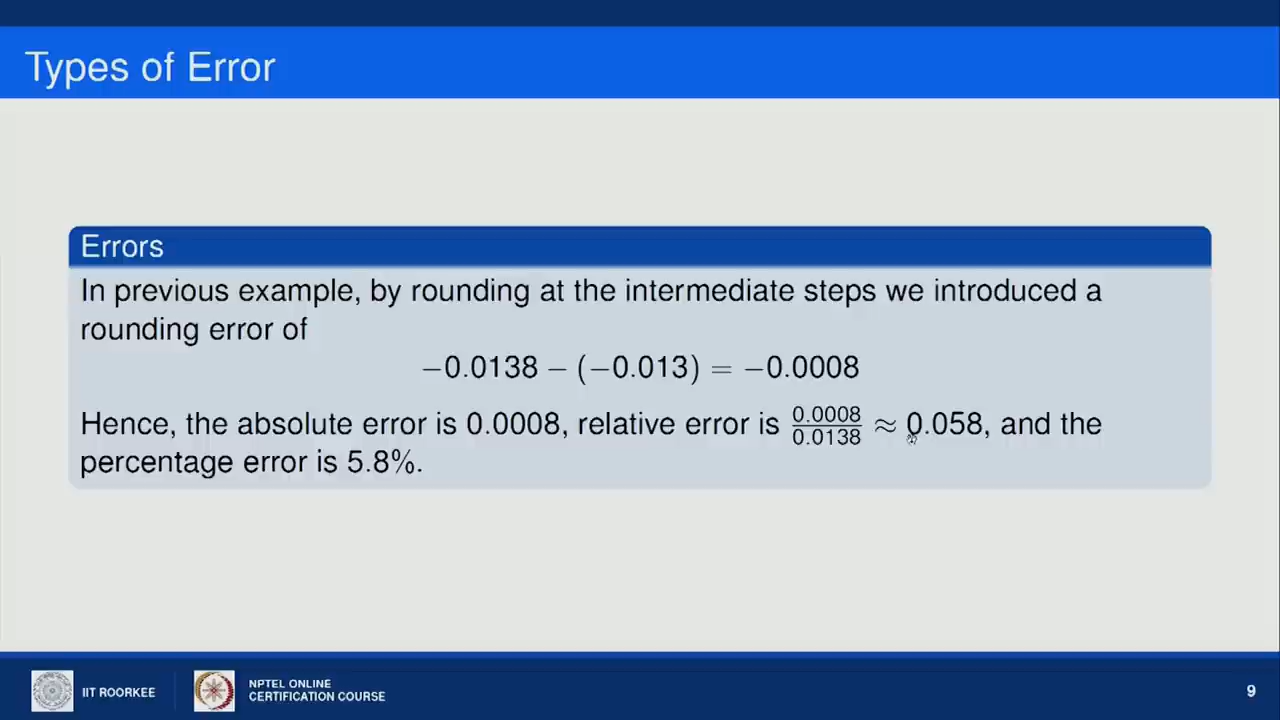 Types of Error
Errors
In previous example, by rounding at the intermediate steps we introduced a
rounding error of
−0.0138 − (−0.013) = −0.0008
Hence, the absolute error is 0.0008, relative error is 0.0008/0.0138 ≈ 0.058, and the
percentage error is 5.8%.
IIT ROORKEE
NPTEL ONLINE
CERTIFICATION COURSE
9